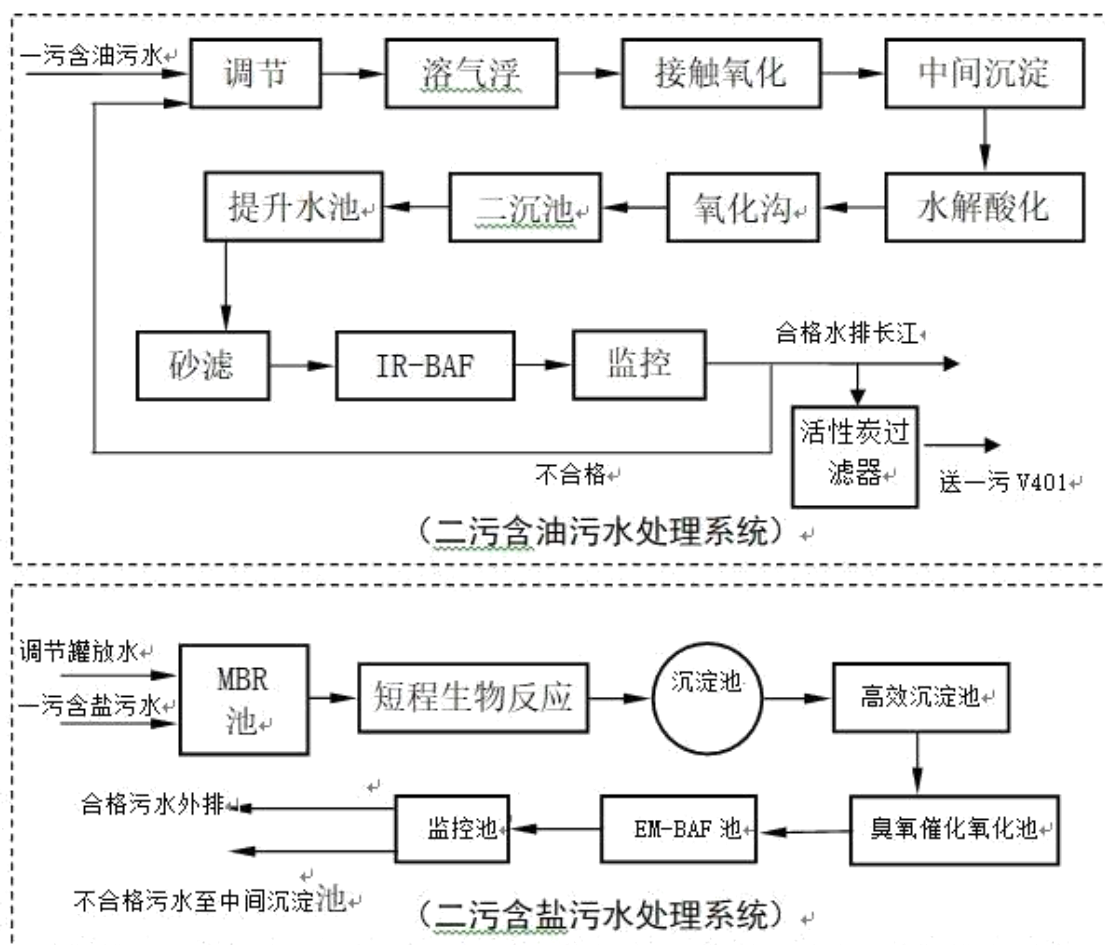 一污含油污水
调节
溶气浮
接触氧化
中间沉淀
提升水池
二沉池
氧化沟
水解酸化
砂滤
IR-BAF
监控
合格水排长江
活性炭过
滤器
不合格
送一污V401
（二污含油污水处理系统）
调节罐放水
一污含盐污水
MBR
池
短程生物反应
沉淀池
高效沉淀池
合格污水外排
监控池
EM-BAF池
臭氧催化氧化池
不合格污水至中间沉淀池
（二污含盐污水处理系统）